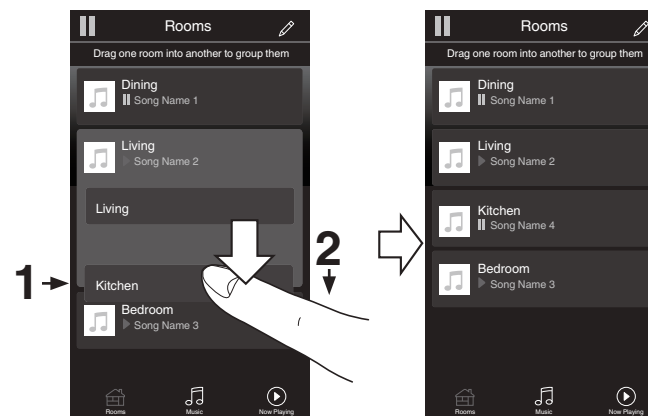 Rooms
Drag one room into another to group them
Dining
Song Name 1
Living
Song Name 2
Living
Kitchen
Bedroom
Song Name 3
Rooms Music Now Playing
1
2
Rooms
Drag one room into another to group them
Dining
Song Name 1
Living
Song Name 2
Kitchen
Song Name 4
Bedroom
Song Name 3
Rooms Music Now Playing